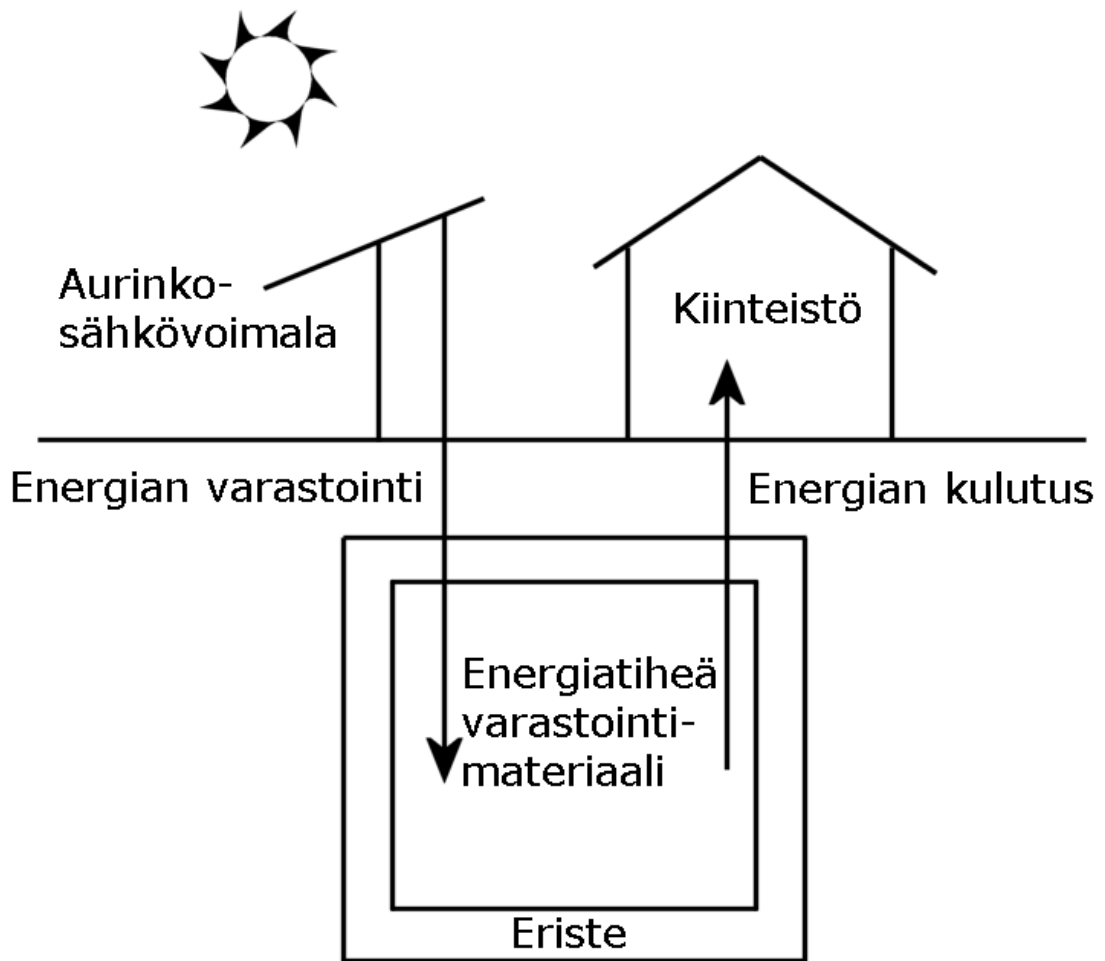 Aurinko-
sähkövoimala
Kiinteistö
Energian varastointi
Energian kulutus
Energiatiheä
varastointi-
materiaali
Eriste